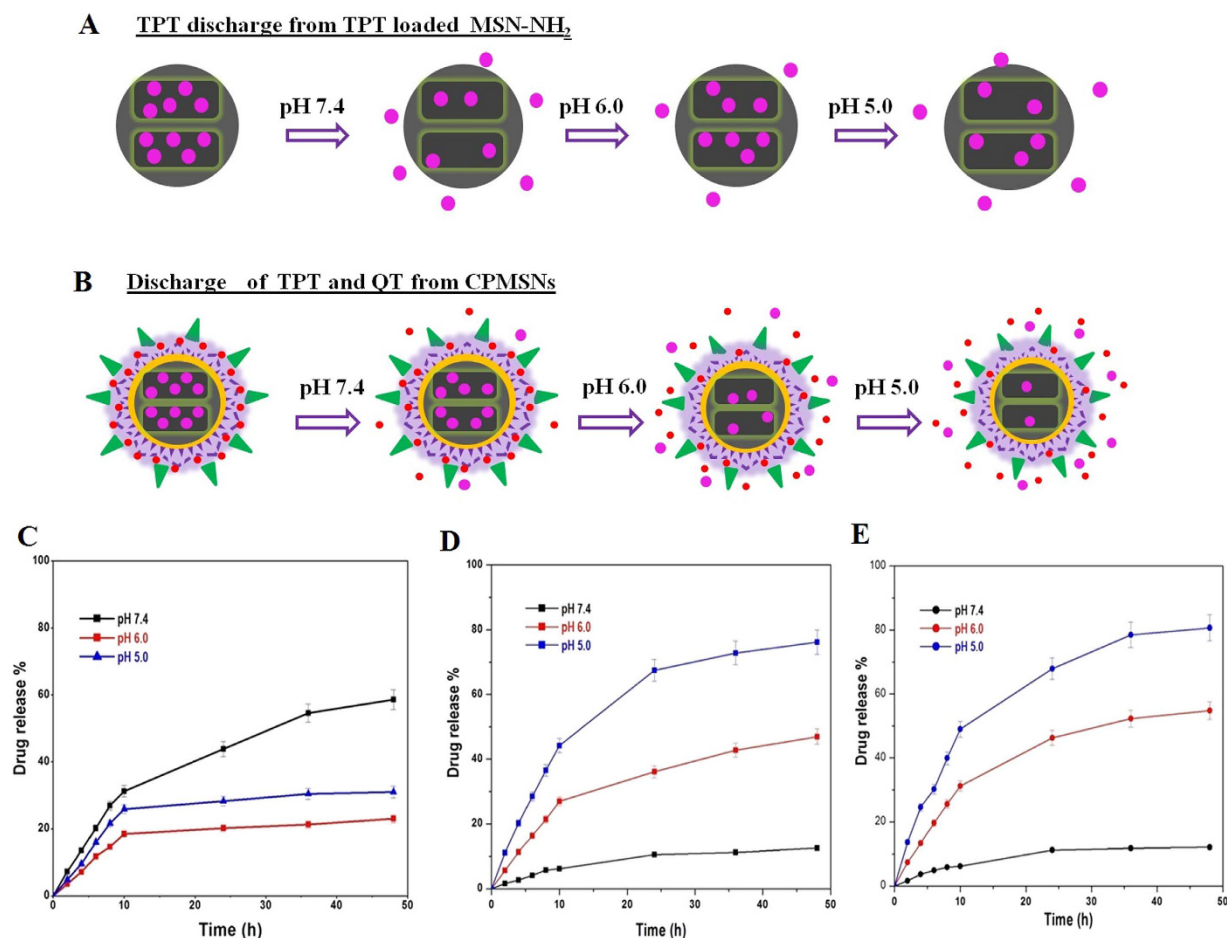 A TPT discharge from TPT loaded MSN-NH₂
pH 7.4
pH 6.0
pH 5.0
B Discharge of TPT and QT from CPMSNs
pH 7.4
pH 6.0
pH 5.0
C
100
80
60
40
20
0
Drug release %
pH 7.4
pH 6.0
pH 5.0
0 10 20 30 40 50
Time (h)
D
100
80
60
40
20
0
Drug release %
pH 7.4
pH 6.0
pH 5.0
0 10 20 30 40 50
Time (h)
E
100
80
60
40
20
0
Drug release %
pH 7.4
pH 6.0
pH 5.0
0 10 20 30 40 50
Time (h)